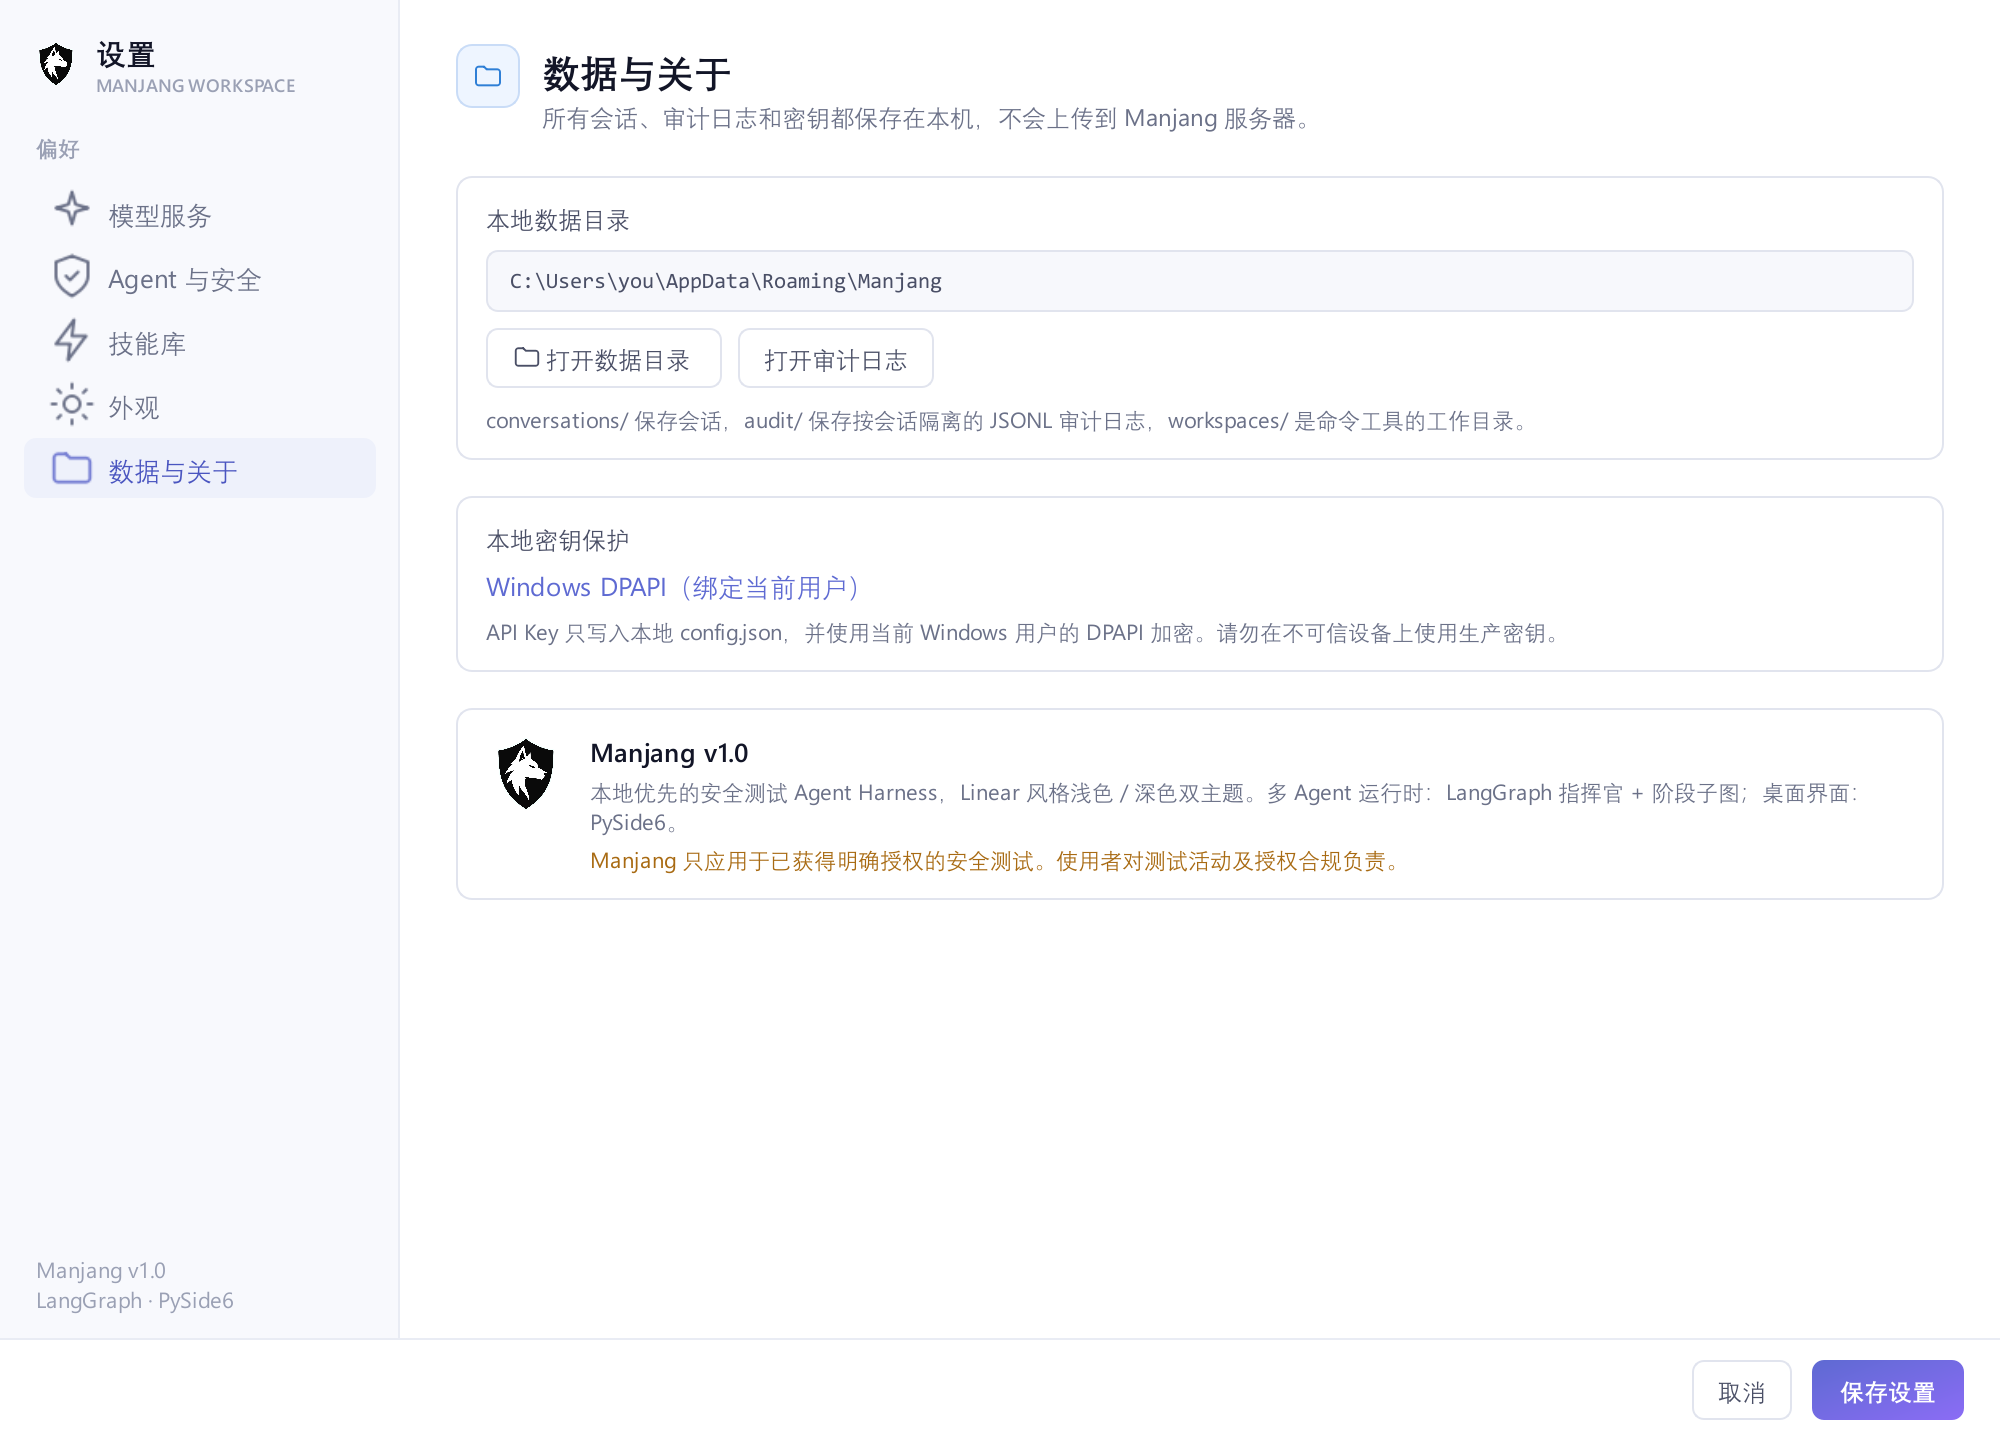 设置
MANJANG WORKSPACE
偏好
模型服务
Agent 与安全
技能库
外观
数据与关于
Manjang v1.0
LangGraph · PySide6
数据与关于
所有会话、审计日志和密钥都保存在本机，不会上传到 Manjang 服务器。
本地数据目录
C:\Users\you\AppData\Roaming\Manjang
打开数据目录
打开审计日志
conversations/ 保存会话，audit/ 保存按会话隔离的 JSONL 审计日志，workspaces/ 是命令工具的工作目录。
本地密钥保护
Windows DPAPI（绑定当前用户）
API Key 只写入本地 config.json，并使用当前 Windows 用户的 DPAPI 加密。请勿在不可信设备上使用生产密钥。
Manjang v1.0
本地优先的安全测试 Agent Harness，Linear 风格浅色 / 深色双主题。多 Agent 运行时：LangGraph 指挥官 + 阶段子图；桌面界面：
PySide6。
Manjang 只应用于已获得明确授权的安全测试。使用者对测试活动及授权合规负责。
取消
保存设置